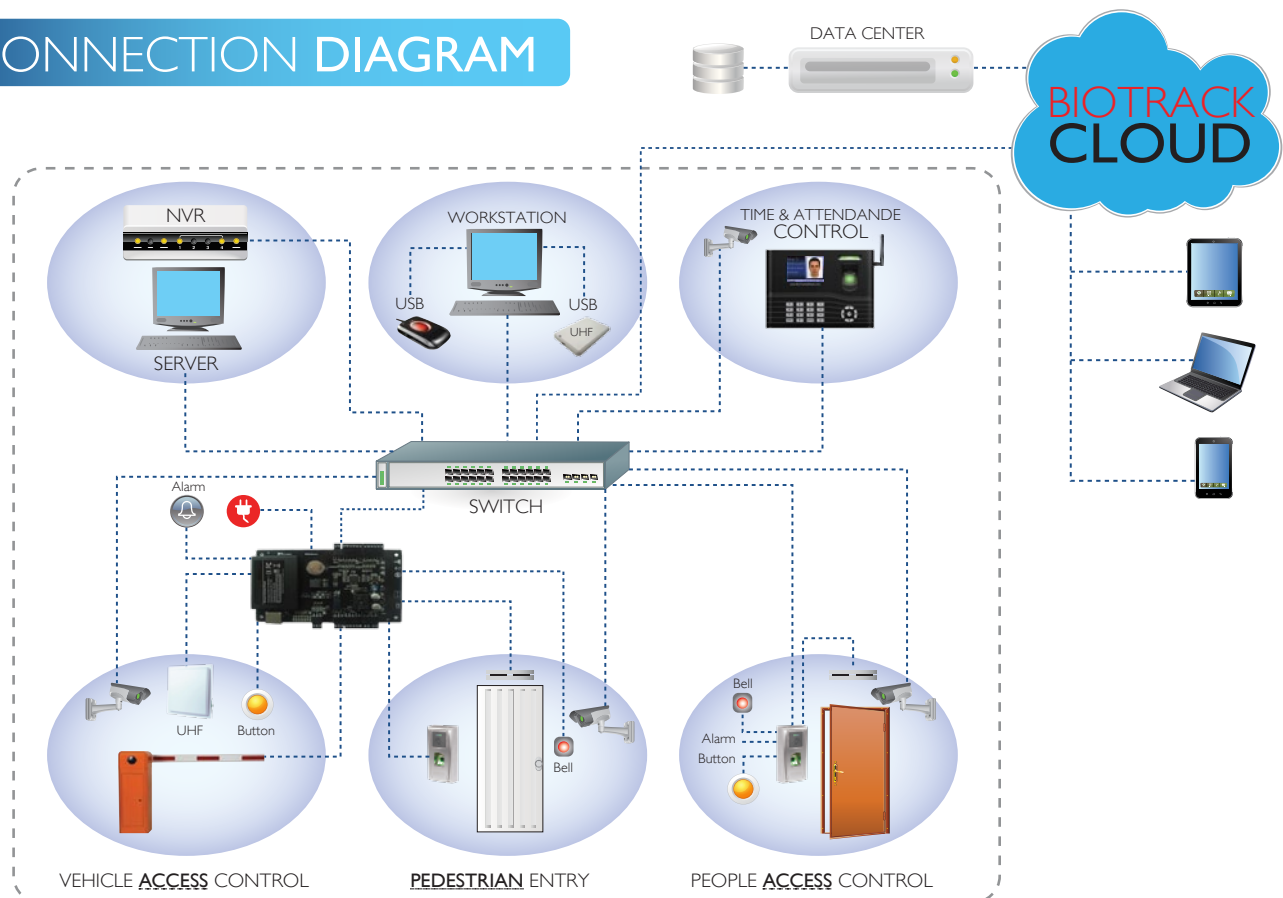 ONNECTION DIAGRAM
DATA CENTER
BIOTRACK
CLOUD
NVR
SERVER
WORKSTATION
USB
USB
UHF
TIME & ATTENDANDE
CONTROL
SWITCH
Alarm
UHF
Button
Bell
Bell
Alarm
Button
VEHICLE ACCESS CONTROL
PEDESTRIAN ENTRY
PEOPLE ACCESS CONTROL